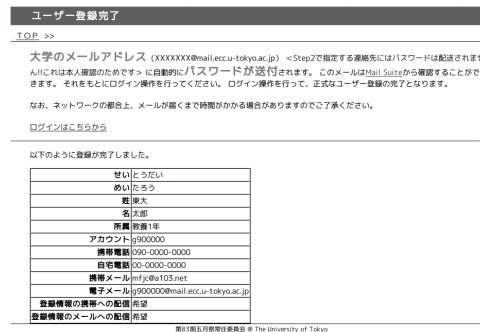 ユーザー登録完了
TOP >>
大学のメールアドレス (XXXXXXX@mail.ecc.u-tokyo.ac.jp) <Step2で指定する連絡先にはパスワードは配送されませ
ん!!これは本人確認のためです> に自動的にパスワードが送付されます。 このメールはMail Suiteから確認することがで
きます。 それをもとにログイン操作を行ってください。 ログイン操作を行って、正式なユーザー登録の完了となります。
なお、ネットワークの都合上、メールが届くまで時間がかかる場合がありますのでご了承ください。
ログインはこちらから
以下のように登録が完了しました。
せい とうだい
めい たろう
姓 東大
名 太郎
所属 教養1年
アカウント g900000
携帯電話 090-0000-0000
自宅電話 00-0000-0000
携帯メール mfjc@a103.net
電子メール g900000@mail.ecc.u-tokyo.ac.jp
登録情報の携帯への配信 希望
登録情報のメールへの配信 希望
第83期五月祭常任委員会 @ The University of Tokyo